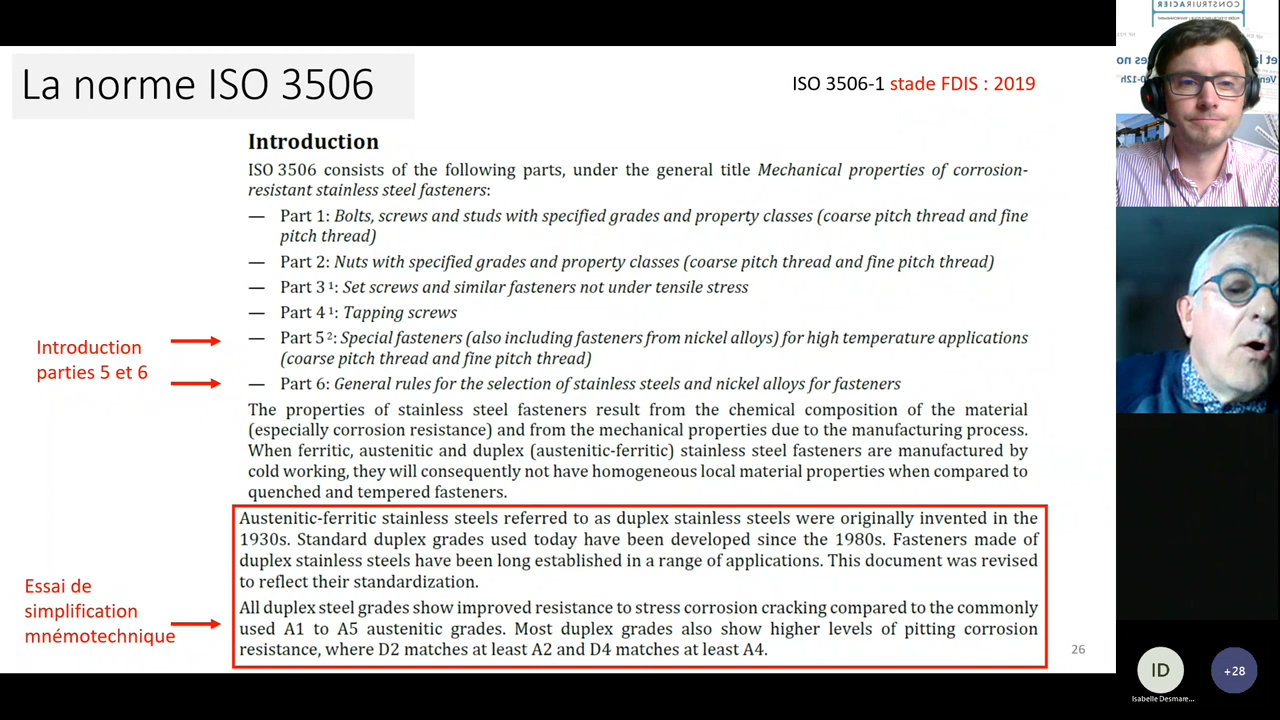 La norme ISO 3506
ISO 3506-1 stade FDIS : 2019
Introduction
ISO 3506 consists of the following parts, under the general title Mechanical properties of corrosion-
resistant stainless steel fasteners:
— Part 1: Bolts, screws and studs with specified grades and property classes (coarse pitch thread and fine
pitch thread)
— Part 2: Nuts with specified grades and property classes (coarse pitch thread and fine pitch thread)
— Part 3 ¹: Set screws and similar fasteners not under tensile stress
— Part 4 ¹: Tapping screws
— Part 5 ²: Special fasteners (also including fasteners from nickel alloys) for high temperature applications
(coarse pitch thread and fine pitch thread)
— Part 6: General rules for the selection of stainless steels and nickel alloys for fasteners
Introduction
parties 5 et 6
The properties of stainless steel fasteners result from the chemical composition of the material
(especially corrosion resistance) and from the mechanical properties due to the manufacturing process.
When ferritic, austenitic and duplex (austenitic-ferritic) stainless steel fasteners are manufactured by
cold working, they will consequently not have homogeneous local material properties when compared to
quenched and tempered fasteners.
Austenitic-ferritic stainless steels referred to as duplex stainless steels were originally invented in the
1930s. Standard duplex grades used today have been developed since the 1980s. Fasteners made of
duplex stainless steels have been long established in a range of applications. This document was revised
to reflect their standardization.
All duplex steel grades show improved resistance to stress corrosion cracking compared to the commonly
used A1 to A5 austenitic grades. Most duplex grades also show higher levels of pitting corrosion
resistance, where D2 matches at least A2 and D4 matches at least A4.
Essai de
simplification
mnémotechnique
26
CONSTRUIRACIER
ID
+28
Isabelle Desmare...